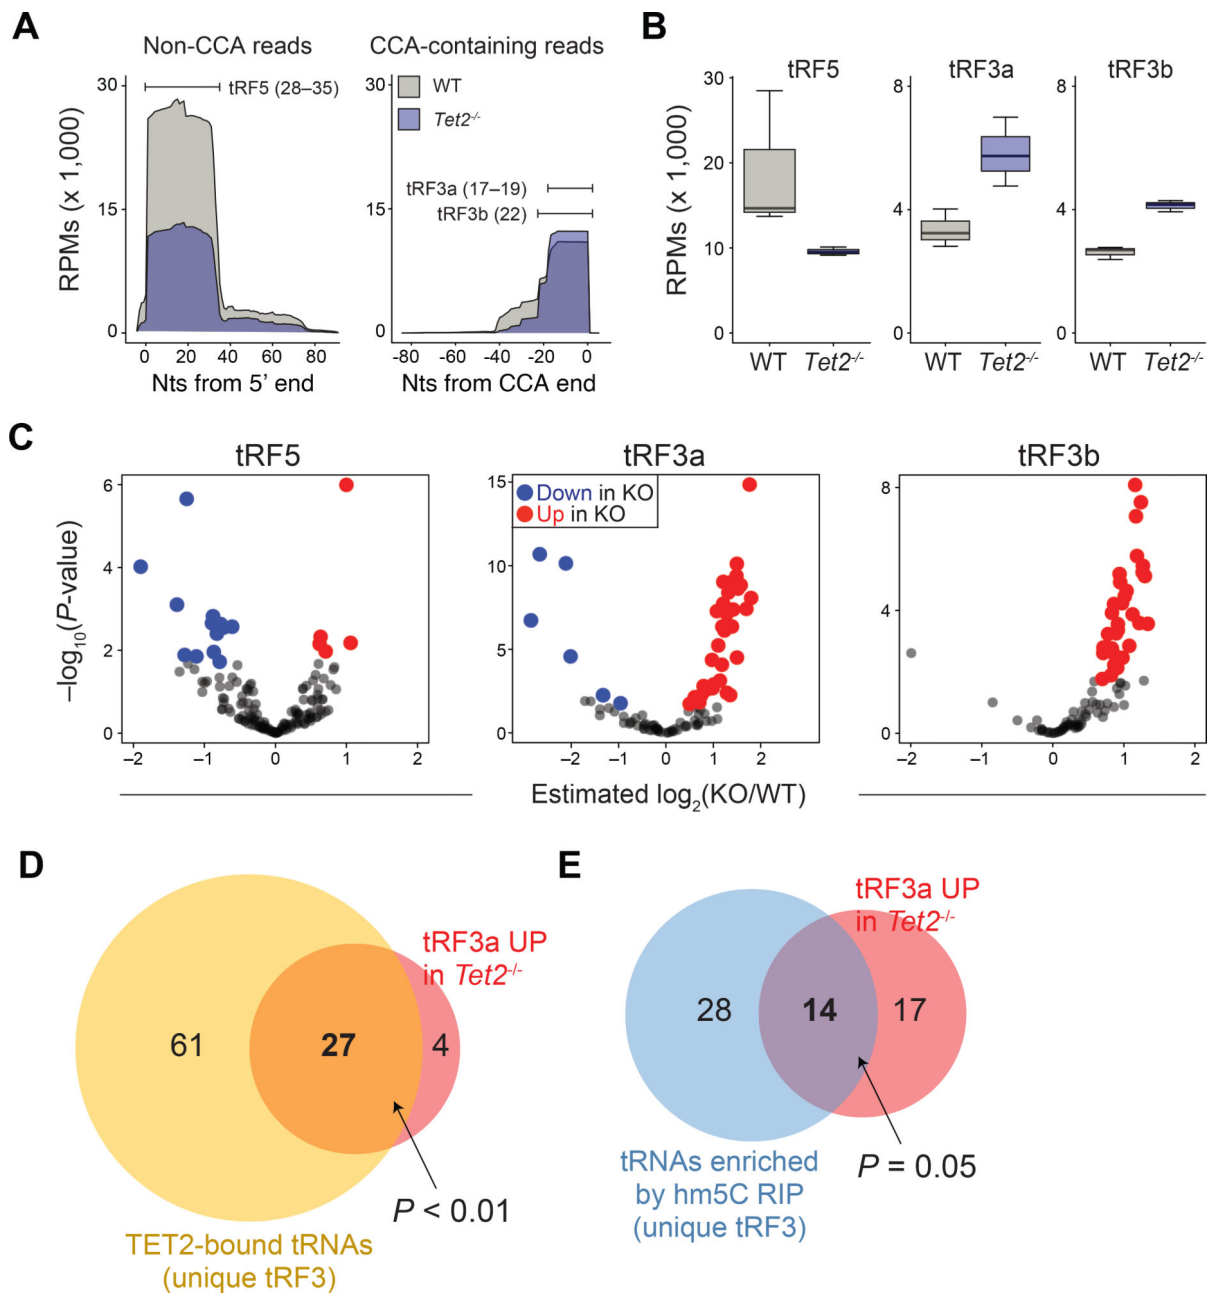 A
Non-CCA reads
CCA-containing reads
tRF5 (28–35)
WT
Tet2-/-
tRF3a (17–19)
tRF3b (22)
RPMs (x 1,000)
30
15
0
30
15
0
0 20 40 60 80
-80 -60 -40 -20 0
Nts from 5’ end
Nts from CCA end
B
tRF5
tRF3a
tRF3b
RPMs (x 1,000)
30
20
10
0
8
4
0
8
4
0
WT Tet2-/-
WT Tet2-/-
WT Tet2-/-
C
tRF5
tRF3a
tRF3b
Down in KO
Up in KO
–log10(P-value)
6
4
2
0
15
10
5
0
8
4
0
−2 −1 0 1 2
−2 −1 0 1 2
−2 −1 0 1 2
Estimated log2(KO/WT)
D
tRF3a UP
in Tet2-/-
61
27
4
P < 0.01
TET2-bound tRNAs
(unique tRF3)
E
tRF3a UP
in Tet2-/-
28
14
17
P = 0.05
tRNAs enriched
by hm5C RIP
(unique tRF3)